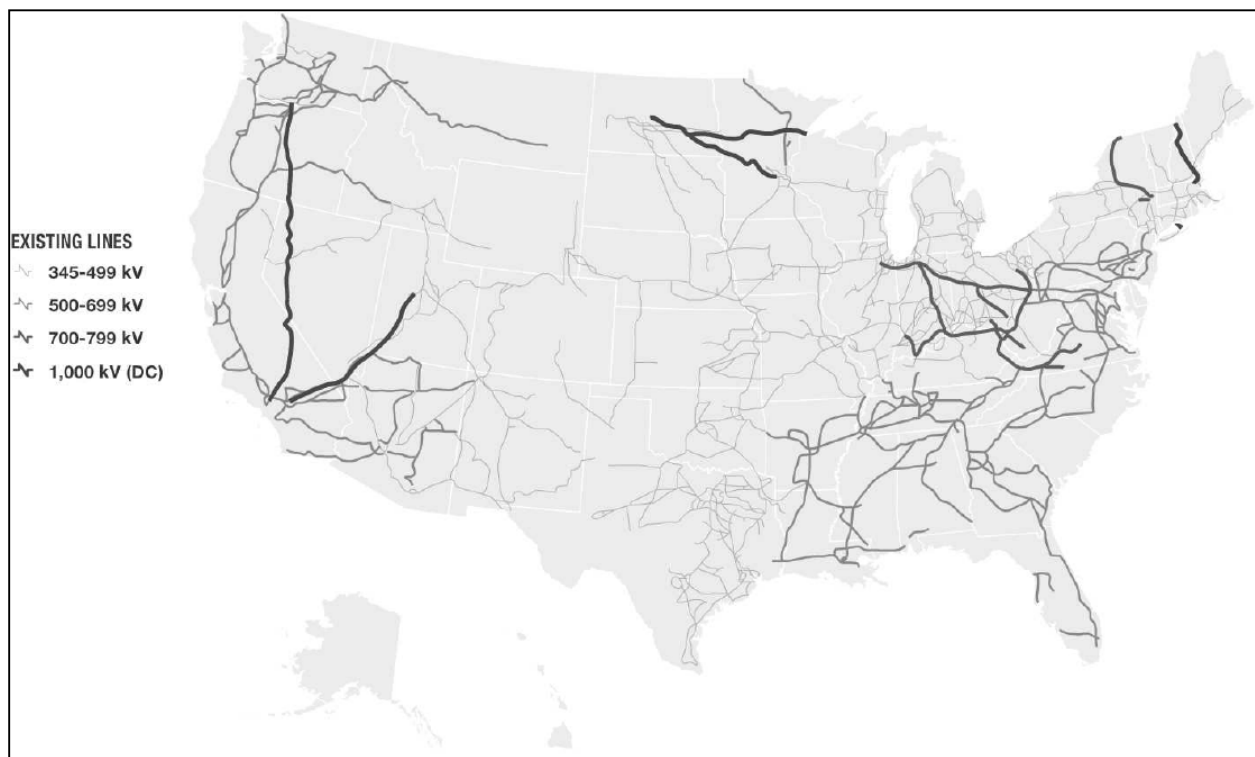 EXISTING LINES
345-499 kV
500-699 kV
700-799 kV
1,000 kV (DC)